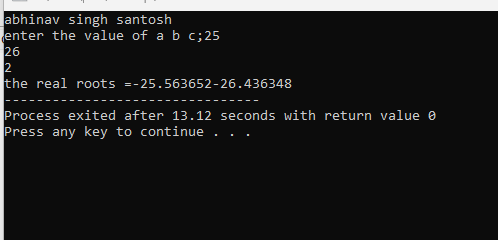 abhinav singh santosh
enter the value of a b c;25
26
2
the real roots =-25.563652-26.436348
--------------------------------
Process exited after 13.12 seconds with return value 0
Press any key to continue . . .